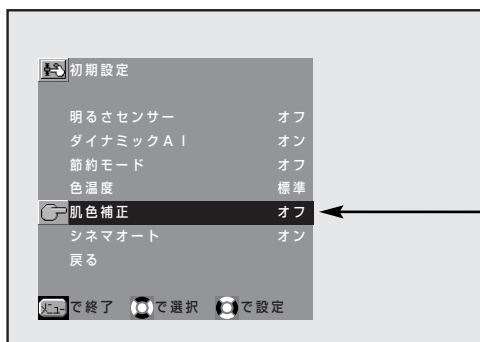 初期設定
明るさセンサー オフ
ダイナミックAI オン
節約モード オフ
色温度 標準
肌色補正 オフ
シネマオート オン
戻る
メニューで終了 で選択 で設定